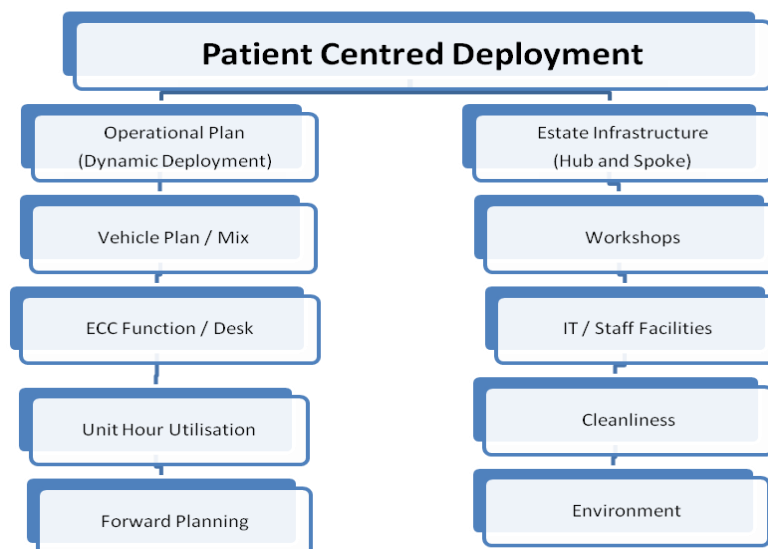 Patient Centred Deployment
Operational Plan
(Dynamic Deployment)
Vehicle Plan / Mix
ECC Function / Desk
Unit Hour Utilisation
Forward Planning
Estate Infrastructure
(Hub and Spoke)
Workshops
IT / Staff Facilities
Cleanliness
Environment